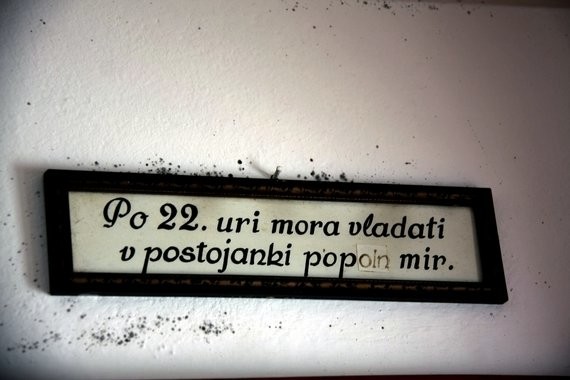 Po 22. uri mora vladati
v postojanki popoln mir.